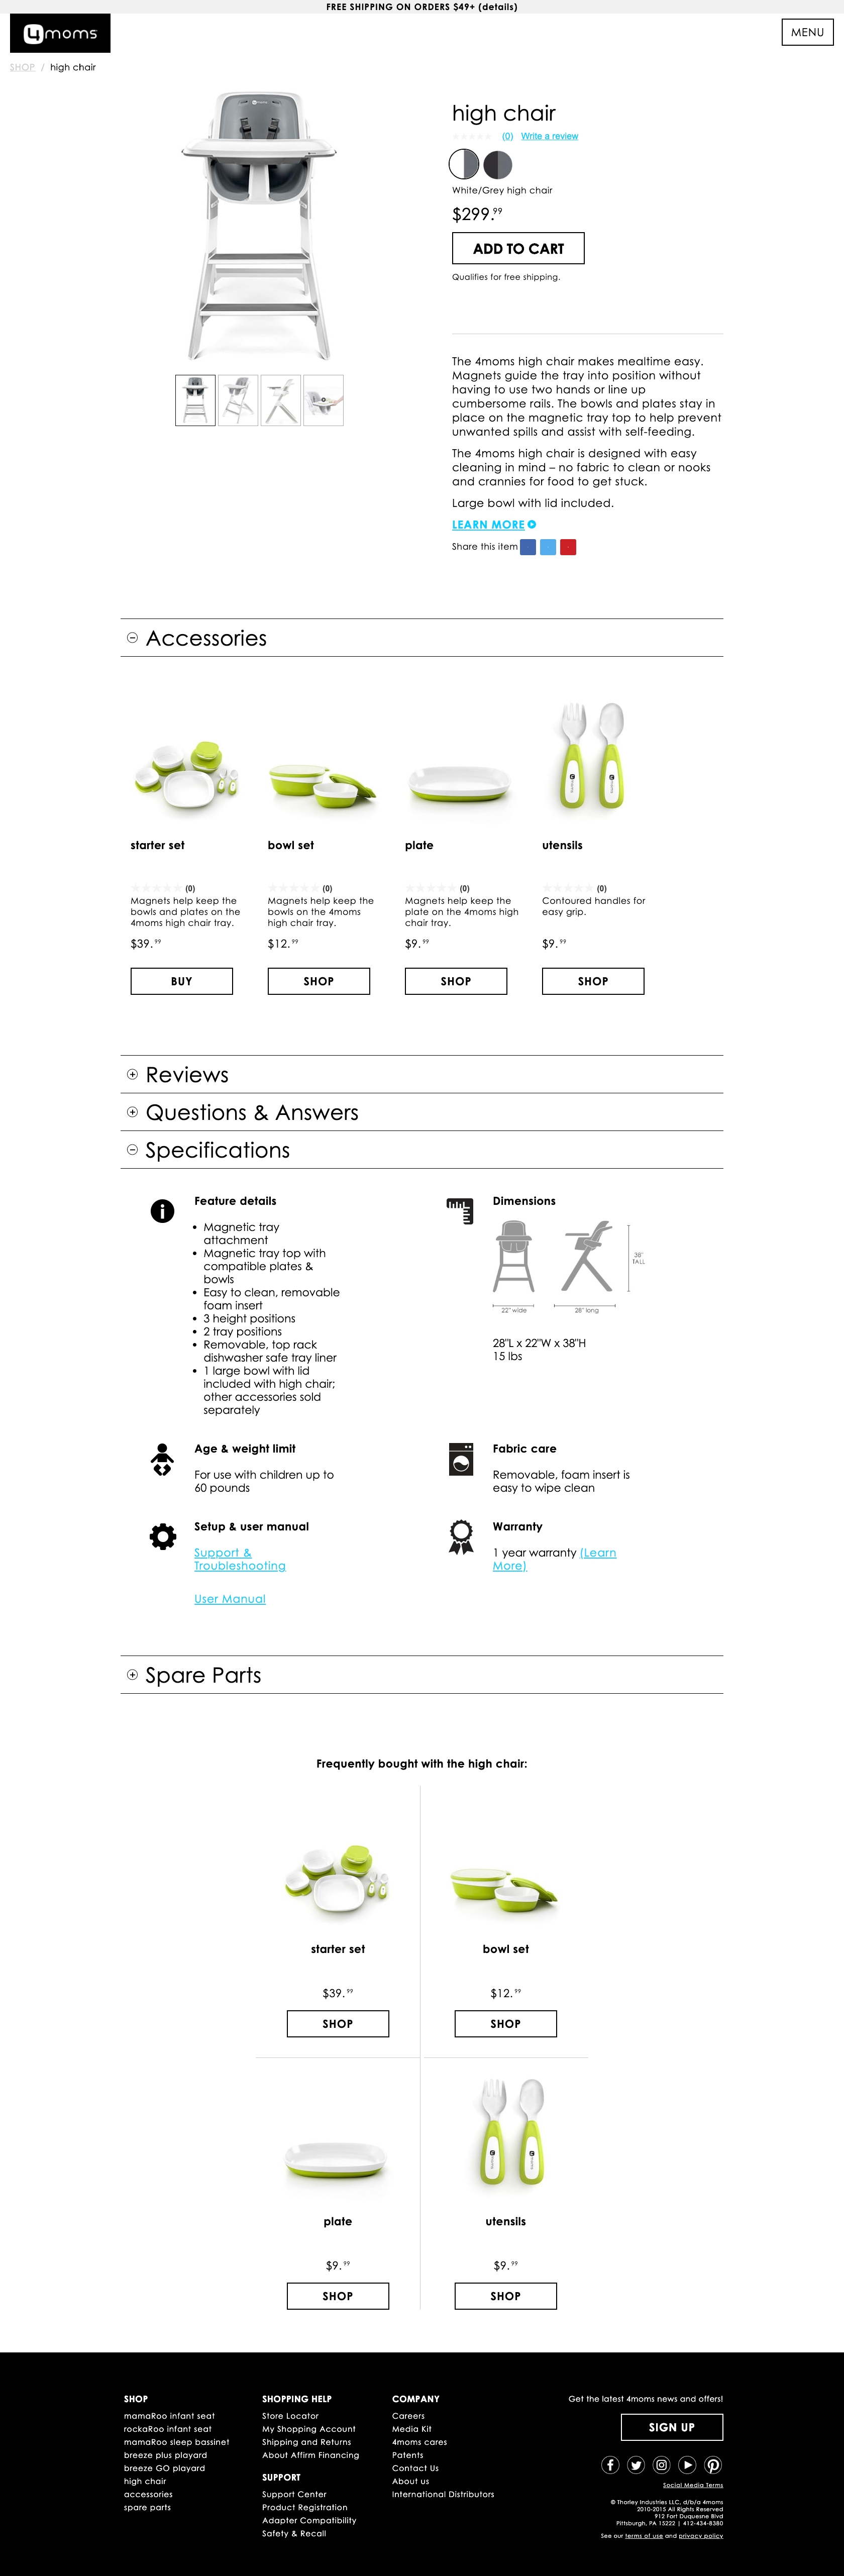 FREE SHIPPING ON ORDERS $49+ (details)
4moms
MENU
SHOP / high chair
high chair
(0) Write a review
White/Grey high chair
$299.99
ADD TO CART
Qualifies for free shipping.
The 4moms high chair makes mealtime easy.
Magnets guide the tray into position without
having to use two hands or line up
cumbersome rails. The bowls and plates stay in
place on the magnetic tray top to help prevent
unwanted spills and assist with self-feeding.
The 4moms high chair is designed with easy
cleaning in mind – no fabric to clean or nooks
and crannies for food to get stuck.
Large bowl with lid included.
LEARN MORE
Share this item
Accessories
starter set
(0)
Magnets help keep the
bowls and plates on the
4moms high chair tray.
$39.99
BUY
bowl set
(0)
Magnets help keep the
bowls on the 4moms
high chair tray.
$12.99
SHOP
plate
(0)
Magnets help keep the
plate on the 4moms high
chair tray.
$9.99
SHOP
utensils
(0)
Contoured handles for
easy grip.
$9.99
SHOP
Reviews
Questions & Answers
Specifications
Feature details
• Magnetic tray
attachment
• Magnetic tray top with
compatible plates &
bowls
• Easy to clean, removable
foam insert
• 3 height positions
• 2 tray positions
• Removable, top rack
dishwasher safe tray liner
• 1 large bowl with lid
included with high chair;
other accessories sold
separately
Dimensions
38"
TALL
22" wide
28" long
28"L x 22"W x 38"H
15 lbs
Age & weight limit
For use with children up to
60 pounds
Fabric care
Removable, foam insert is
easy to wipe clean
Setup & user manual
Support &
Troubleshooting
User Manual
Warranty
1 year warranty (Learn
More)
Spare Parts
Frequently bought with the high chair:
starter set
$39.99
SHOP
bowl set
$12.99
SHOP
plate
$9.99
SHOP
utensils
$9.99
SHOP
SHOP
mamaRoo infant seat
rockaRoo infant seat
mamaRoo sleep bassinet
breeze plus playard
breeze GO playard
high chair
accessories
spare parts
SHOPPING HELP
Store Locator
My Shopping Account
Shipping and Returns
About Affirm Financing
SUPPORT
Support Center
Product Registration
Adapter Compatibility
Safety & Recall
COMPANY
Careers
Media Kit
4moms cares
Patents
Contact Us
About us
International Distributors
Get the latest 4moms news and offers!
SIGN UP
Social Media Terms
© Thorley Industries LLC, d/b/a 4moms
2010-2015 All Rights Reserved
912 Fort Duquesne Blvd
Pittsburgh, PA 15222 | 412-434-8380
See our terms of use and privacy policy